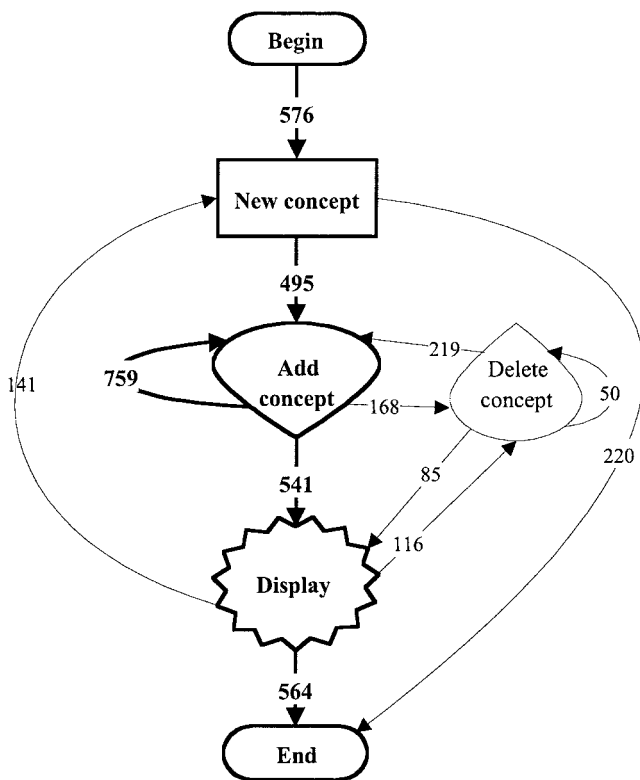 Begin
576
New concept
495
219
Delete
concept
50
141
759
Add
concept
168
220
85
541
116
Display
564
End